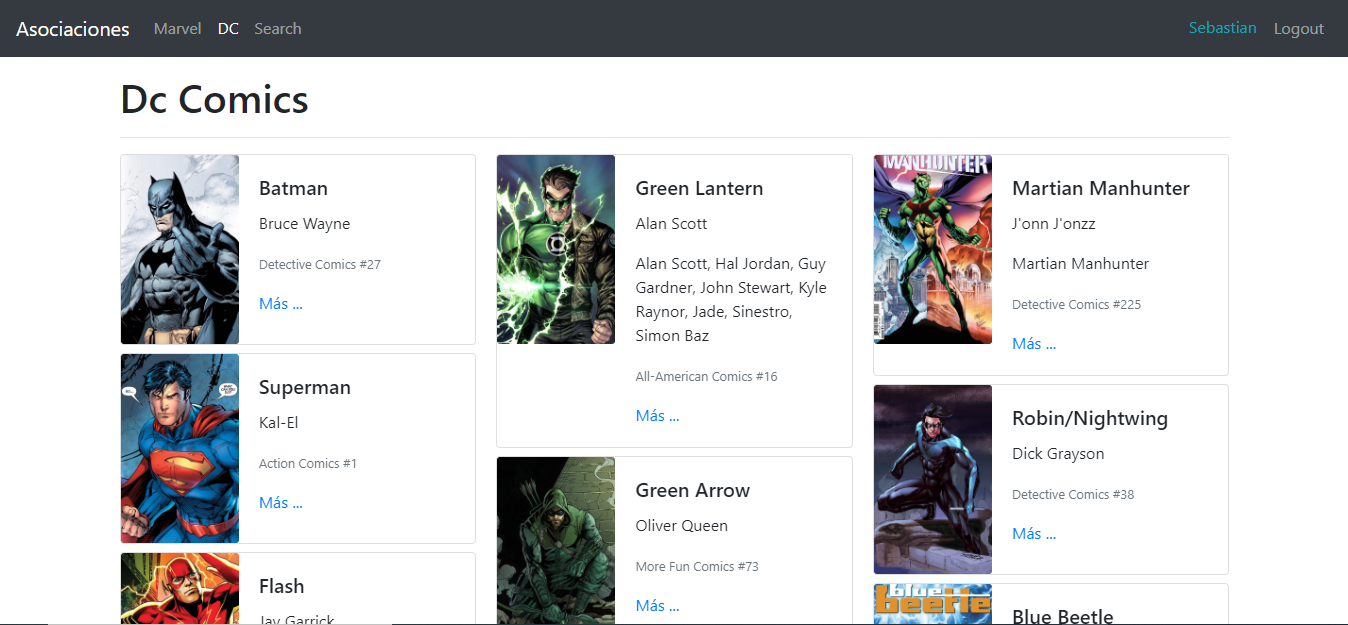 Asociaciones Marvel DC Search Sebastian Logout
Dc Comics
Batman
Bruce Wayne
Detective Comics #27
Más ...
Superman
Kal-El
Action Comics #1
Más ...
Flash
Jay Garrick
Green Lantern
Alan Scott
Alan Scott, Hal Jordan, Guy
Gardner, John Stewart, Kyle
Raynor, Jade, Sinestro,
Simon Baz
All-American Comics #16
Más ...
Green Arrow
Oliver Queen
More Fun Comics #73
Más ...
MANHUNTER
Martian Manhunter
J'onn J'onzz
Martian Manhunter
Detective Comics #225
Más ...
Robin/Nightwing
Dick Grayson
Detective Comics #38
Más ...
blue
beetle
Blue Beetle